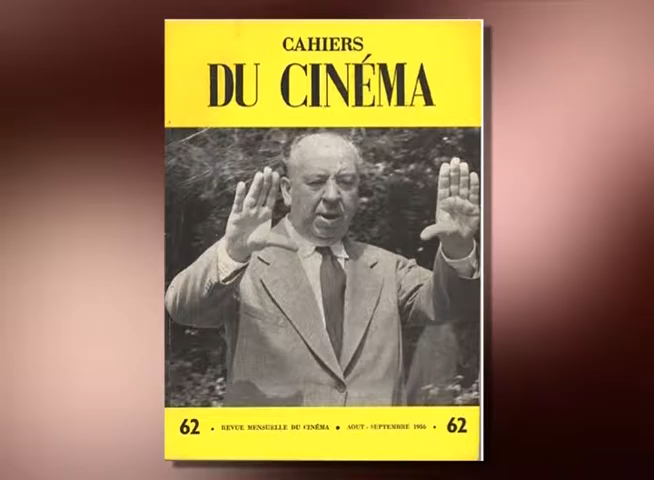 CAHIERS
DU CINÉMA
62 • REVUE MENSUELLE DU CINÉMA • AOUT - SEPTEMBRE 1956 • 62